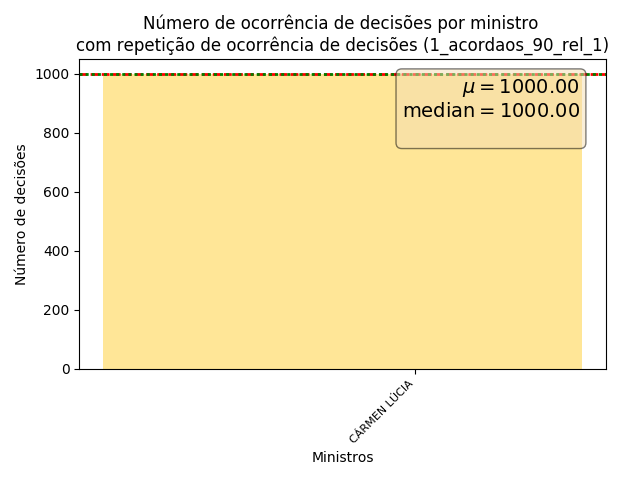 Número de ocorrência de decisões por ministro
com repetição de ocorrência de decisões (1_acordaos_90_rel_1)
1000
800
600
400
200
0
Número de decisões
μ = 1000.00
median = 1000.00
CÁRMEN LÚCIA
Ministros